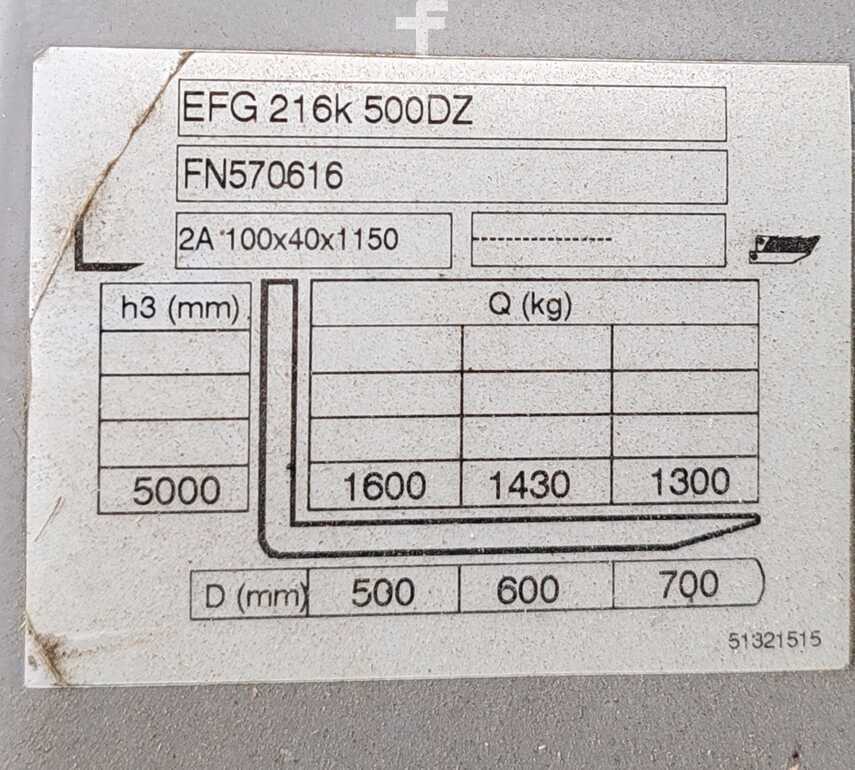 f
EFG 216k 500DZ
FN570616
2A 100x40x1150 ---------------
h3 (mm) Q (kg)
5000 1600 1430 1300
D (mm) 500 600 700
51321515